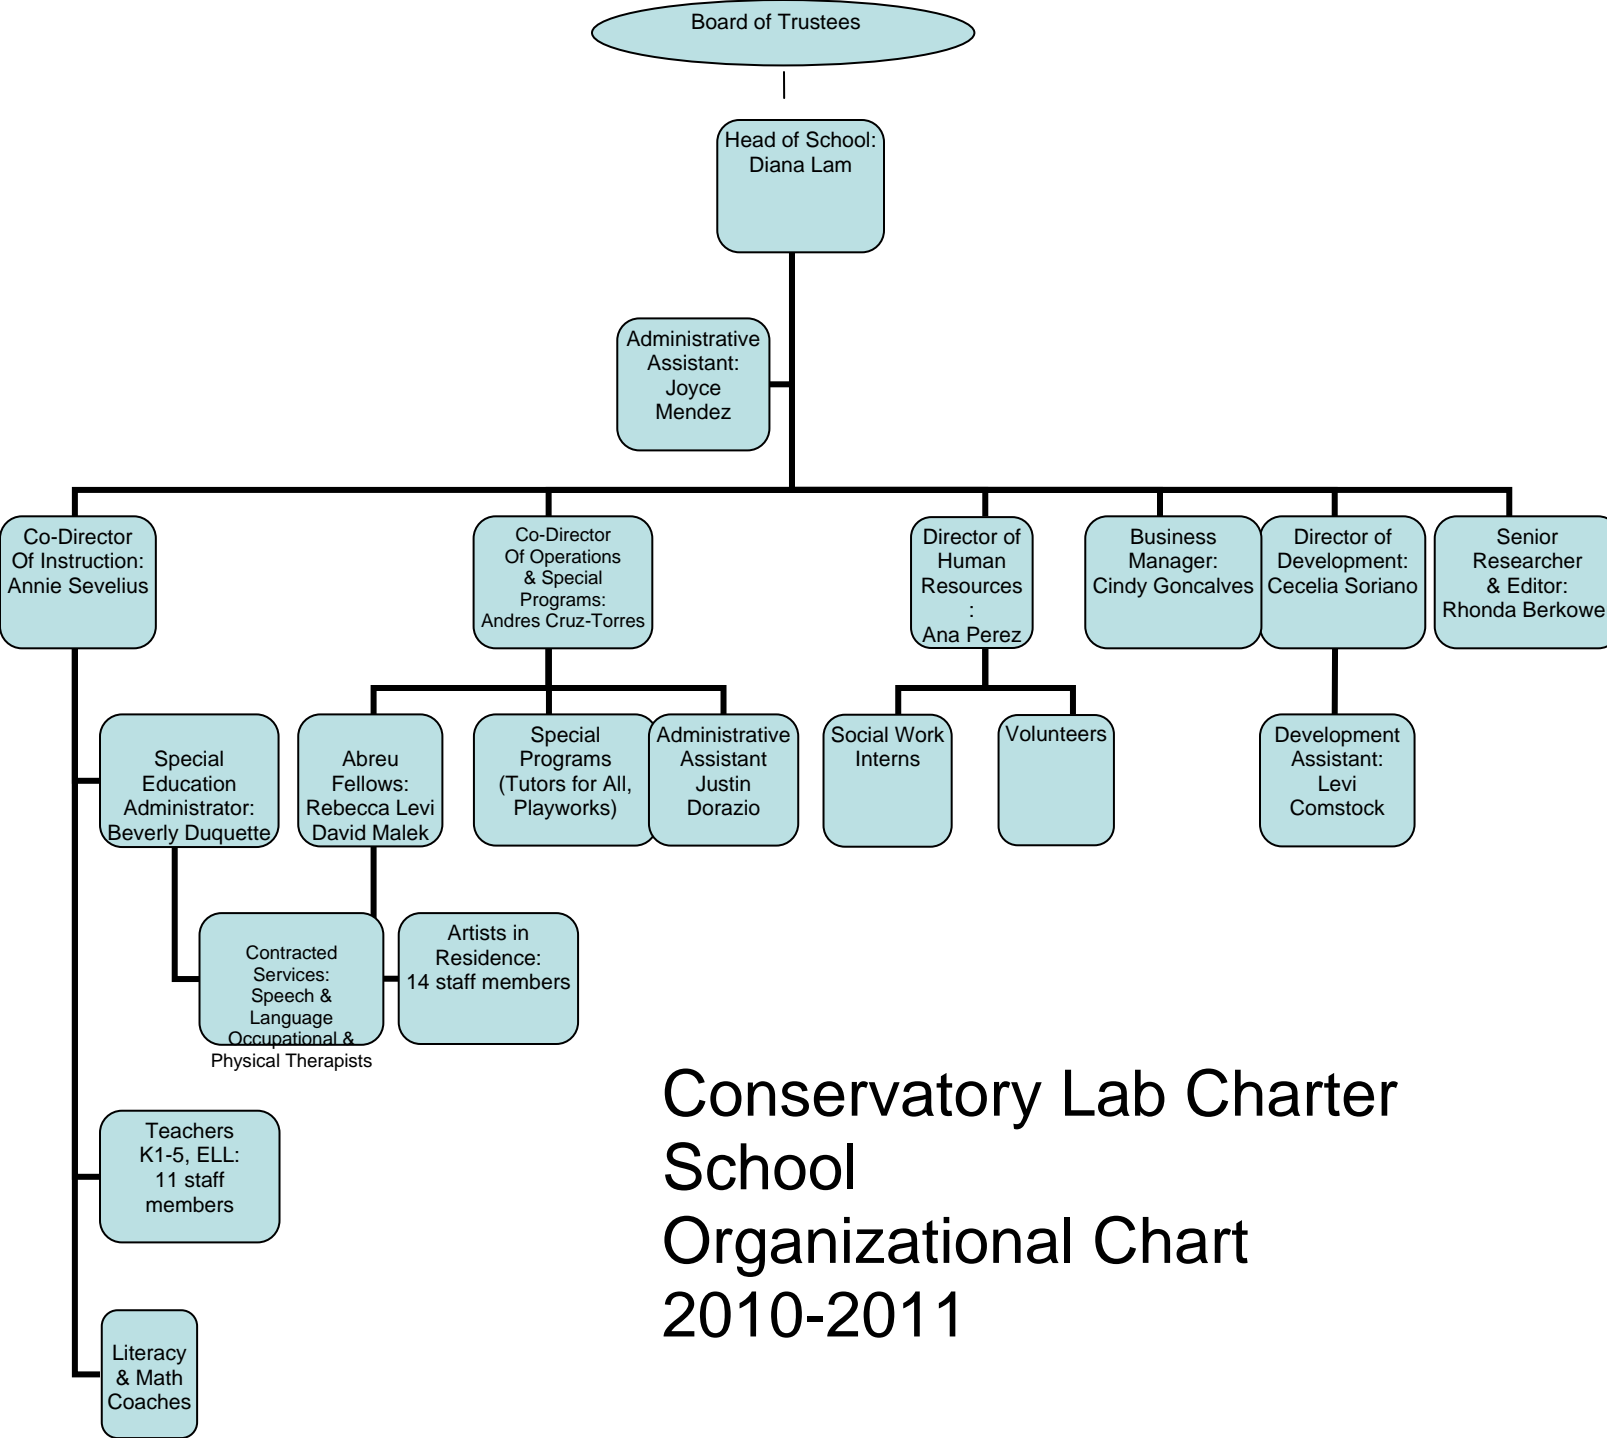 Board of Trustees
Head of School:
Diana Lam
Administrative
Assistant:
Joyce
Mendez
Co-Director
Of Instruction:
Annie Sevelius
Co-Director
Of Operations
& Special
Programs:
Andres Cruz-Torres
Director of
Human
Resources
:
Ana Perez
Business
Manager:
Cindy Goncalves
Director of
Development:
Cecelia Soriano
Senior
Researcher
& Editor:
Rhonda Berkowe
Special
Education
Administrator:
Beverly Duquette
Abreu
Fellows:
Rebecca Levi
David Malek
Special
Programs
(Tutors for All,
Playworks)
Administrative
Assistant
Justin
Dorazio
Social Work
Interns
Volunteers
Development
Assistant:
Levi
Comstock
Contracted
Services:
Speech &
Language
Occupational &
Physical Therapists
Artists in
Residence:
14 staff members
Teachers
K1-5, ELL:
11 staff
members
Literacy
& Math
Coaches
Conservatory Lab Charter
School
Organizational Chart
2010-2011